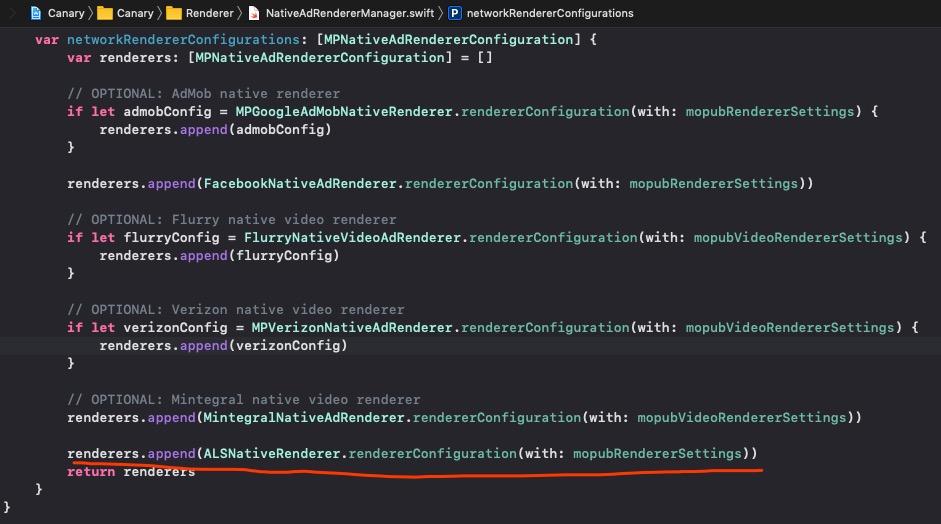 Canary Canary Renderer NativeAdRendererManager.swift P networkRendererConfigurations
var networkRendererConfigurations: [MPNativeAdRendererConfiguration] {
var renderers: [MPNativeAdRendererConfiguration] = []
// OPTIONAL: AdMob native renderer
if let admobConfig = MPGoogleAdMobNativeRenderer.rendererConfiguration(with: mopubRendererSettings) {
renderers.append(admobConfig)
}
renderers.append(FacebookNativeAdRenderer.rendererConfiguration(with: mopubRendererSettings))
// OPTIONAL: Flurry native video renderer
if let flurryConfig = FlurryNativeVideoAdRenderer.rendererConfiguration(with: mopubVideoRendererSettings) {
renderers.append(flurryConfig)
}
// OPTIONAL: Verizon native video renderer
if let verizonConfig = MPVerizonNativeAdRenderer.rendererConfiguration(with: mopubVideoRendererSettings) {
renderers.append(verizonConfig)
}
// OPTIONAL: Mintegral native video renderer
renderers.append(MintegralNativeAdRenderer.rendererConfiguration(with: mopubVideoRendererSettings))
renderers.append(ALSNativeRenderer.rendererConfiguration(with: mopubRendererSettings))
return renderers
}
}